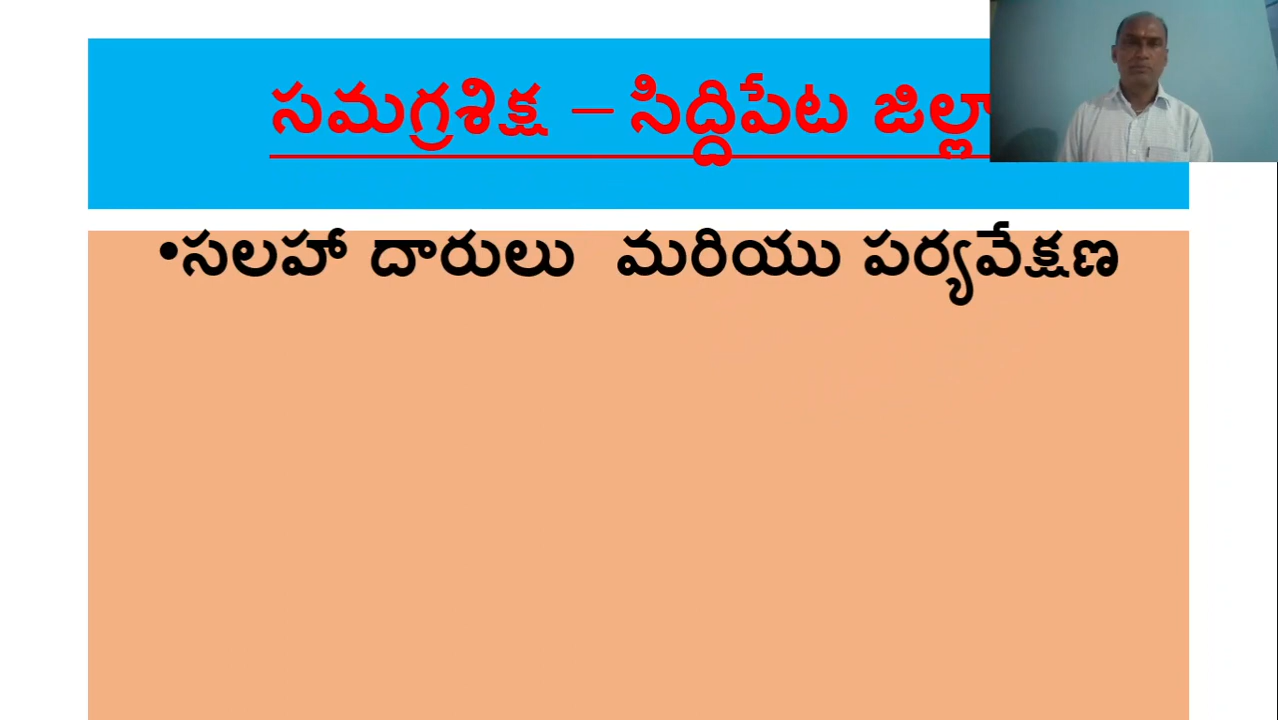 సమగ్రశిక్ష – సిద్దిపేట జిల్లా
•సలహా దారులు  మరియు పర్యవేక్షణ